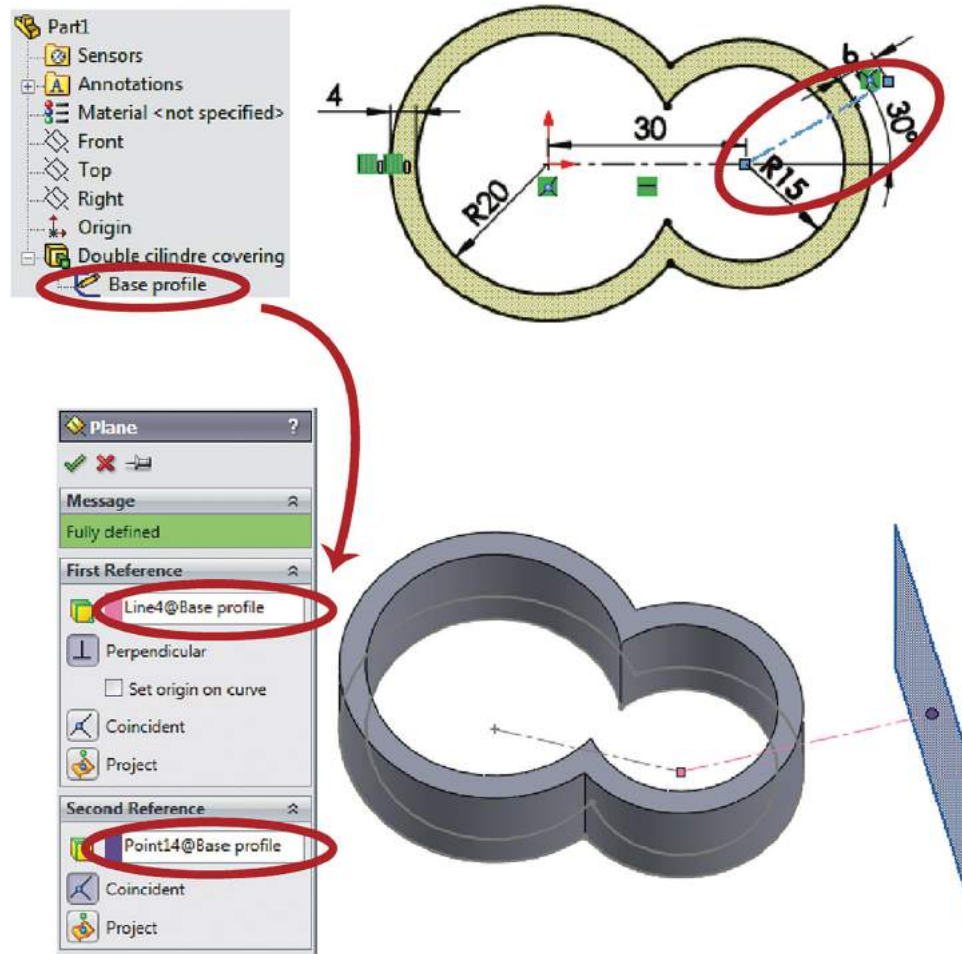 Part1
Sensors
Annotations
Material <not specified>
Front
Top
Right
Origin
Double cilindre covering
Base profile
4
30
R20
R15
6
30°
Plane
?
Message
Fully defined
First Reference
Line4@Base profile
Perpendicular
Set origin on curve
Coincident
Project
Second Reference
Point14@Base profile
Coincident
Project